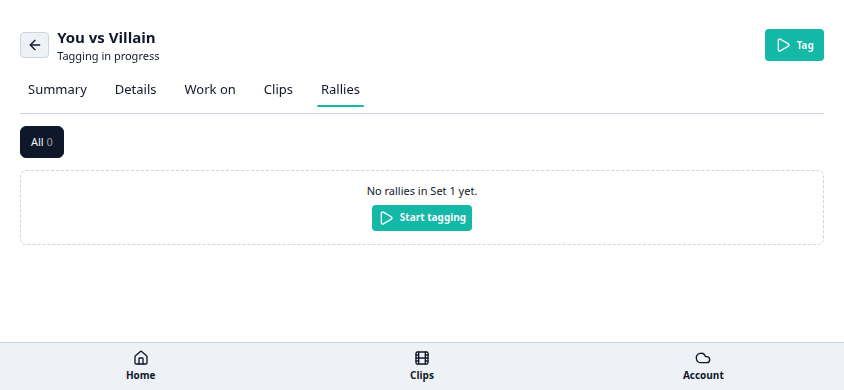 You vs Villain
Tagging in progress
Tag
Summary
Details
Work on
Clips
Rallies
All 0
No rallies in Set 1 yet.
Start tagging
Home
Clips
Account